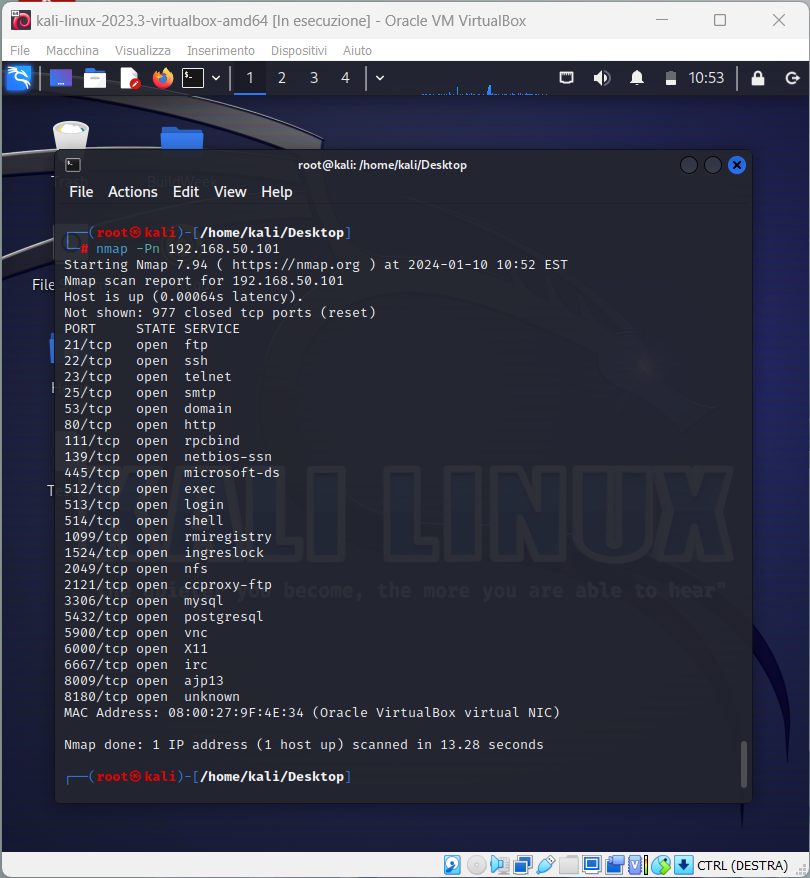 kali-linux-2023.3-virtualbox-amd64 [In esecuzione] - Oracle VM VirtualBox
File Macchina Visualizza Inserimento Dispositivi Aiuto
1 2 3 4 10:53
root@kali: /home/kali/Desktop
File Actions Edit View Help
┌──(root㉿kali)-[/home/kali/Desktop]
└─# nmap -Pn 192.168.50.101
Starting Nmap 7.94 ( https://nmap.org ) at 2024-01-10 10:52 EST
Nmap scan report for 192.168.50.101
Host is up (0.00064s latency).
Not shown: 977 closed tcp ports (reset)
PORT STATE SERVICE
21/tcp open ftp
22/tcp open ssh
23/tcp open telnet
25/tcp open smtp
53/tcp open domain
80/tcp open http
111/tcp open rpcbind
139/tcp open netbios-ssn
445/tcp open microsoft-ds
512/tcp open exec
513/tcp open login
514/tcp open shell
1099/tcp open rmiregistry
1524/tcp open ingreslock
2049/tcp open nfs
2121/tcp open ccproxy-ftp
3306/tcp open mysql
5432/tcp open postgresql
5900/tcp open vnc
6000/tcp open X11
6667/tcp open irc
8009/tcp open ajp13
8180/tcp open unknown
MAC Address: 08:00:27:9F:4E:34 (Oracle VirtualBox virtual NIC)
Nmap done: 1 IP address (1 host up) scanned in 13.28 seconds
┌──(root㉿kali)-[/home/kali/Desktop]
KALI LINUX
become, the more you are able to hear"
File
CTRL (DESTRA)